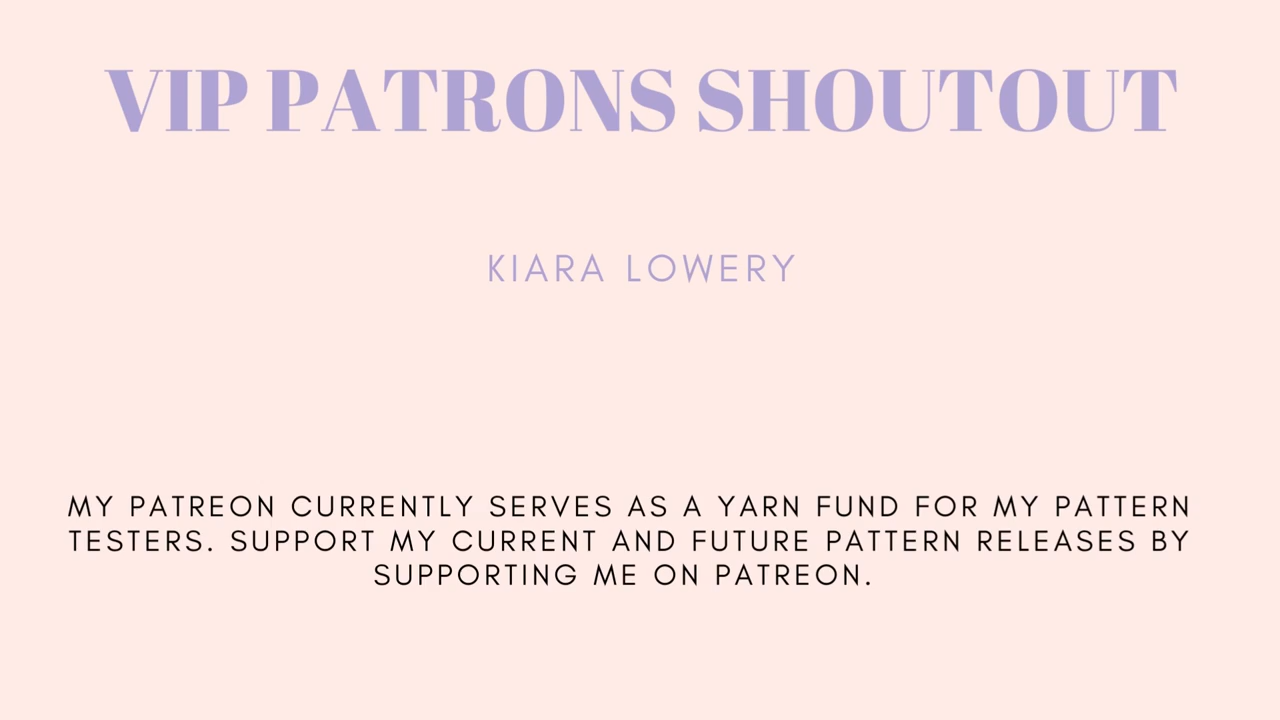 VIP PATRONS SHOUTOUT
KIARA LOWERY
MY PATREON CURRENTLY SERVES AS A YARN FUND FOR MY PATTERN
TESTERS. SUPPORT MY CURRENT AND FUTURE PATTERN RELEASES BY
SUPPORTING ME ON PATREON.